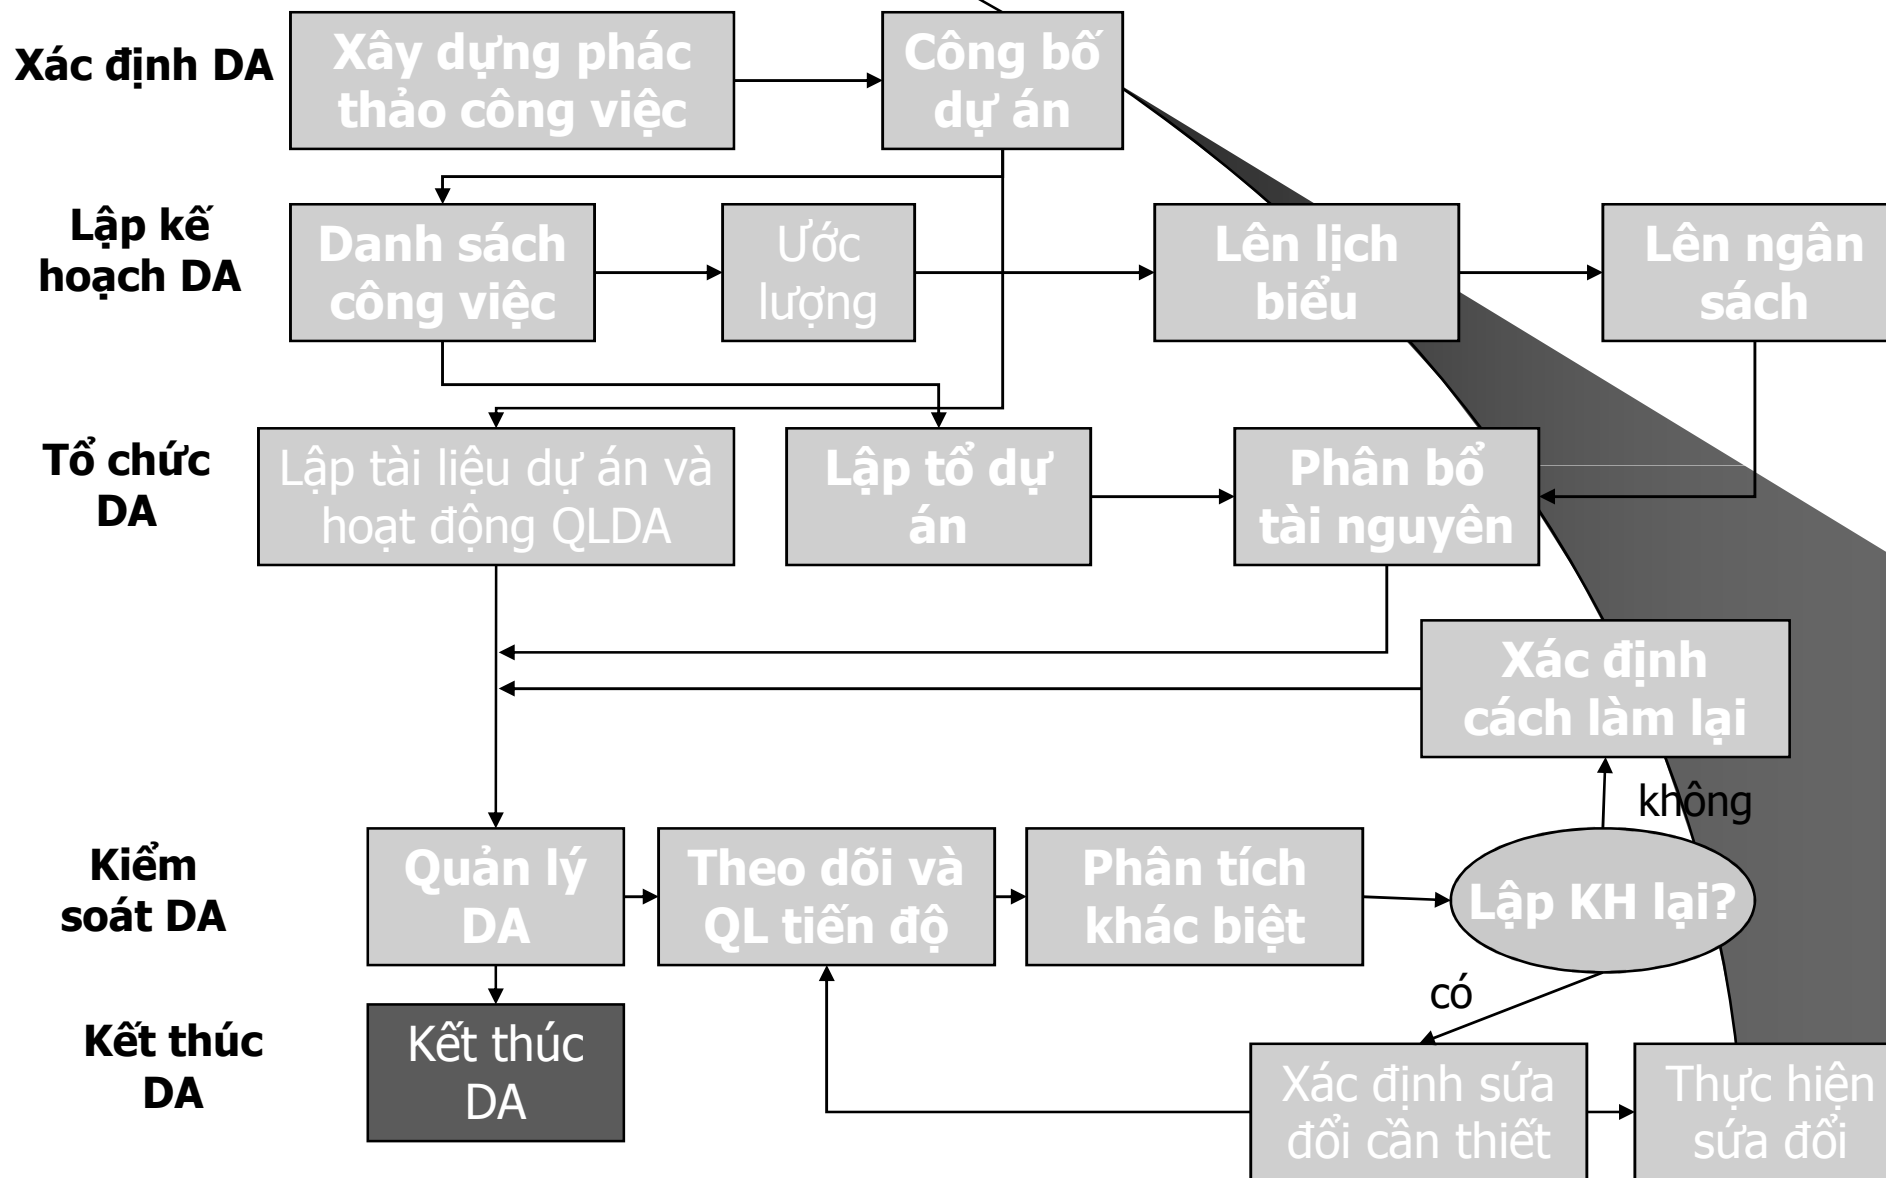 Xác định DA
Xây dựng phác
thảo công việc
Công bố
dự án
Lập kế
hoạch DA
Danh sách
công việc
Ước
lượng
Lên lịch
biểu
Lên ngân
sách
Tổ chức
DA
Lập tài liệu dự án và
hoạt động QLDA
Lập tổ dự
án
Phân bổ
tài nguyên
Xác định
cách làm lại
không
Kiểm
soát DA
Quản lý
DA
Theo dõi và
QL tiến độ
Phân tích
khác biệt
Lập KH lại?
có
Kết thúc
DA
Kết thúc
DA
Xác định sứa
đổi cần thiết
Thực hiện
sứa đổi